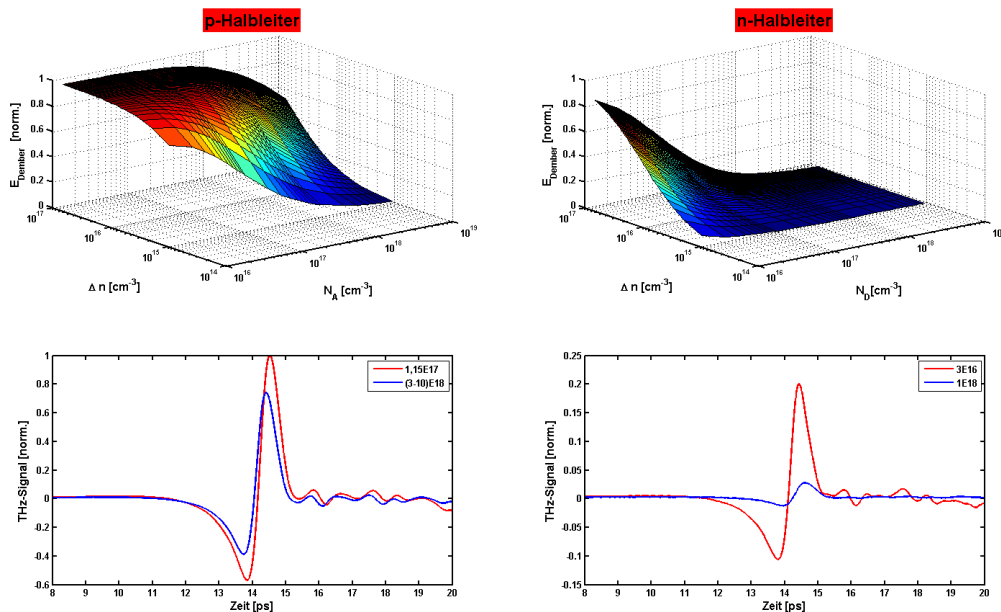 p-Halbleiter
n-Halbleiter
1
0.8
0.6
0.4
0.2
0
E_Dember [norm.]
10^17
10^16
10^15
10^14
Δ n [cm^-3]
10^16
10^17
10^18
10^19
N_A [cm^-3]
1
0.8
0.6
0.4
0.2
0
E_Dember [norm.]
10^17
10^16
10^15
10^14
Δ n [cm^-3]
10^16
10^17
10^18
N_D[cm^-3]
1
0.8
0.6
0.4
0.2
0
-0.2
-0.4
-0.6
THz-Signal [norm.]
1,15E17
(3-10)E18
8 9 10 11 12 13 14 15 16 17 18 19 20
Zeit [ps]
0.25
0.2
0.15
0.1
0.05
0
-0.05
-0.1
0.15
THz-Signal [norm.]
3E16
1E18
8 9 10 11 12 13 14 15 16 17 18 19 20
Zeit [ps]